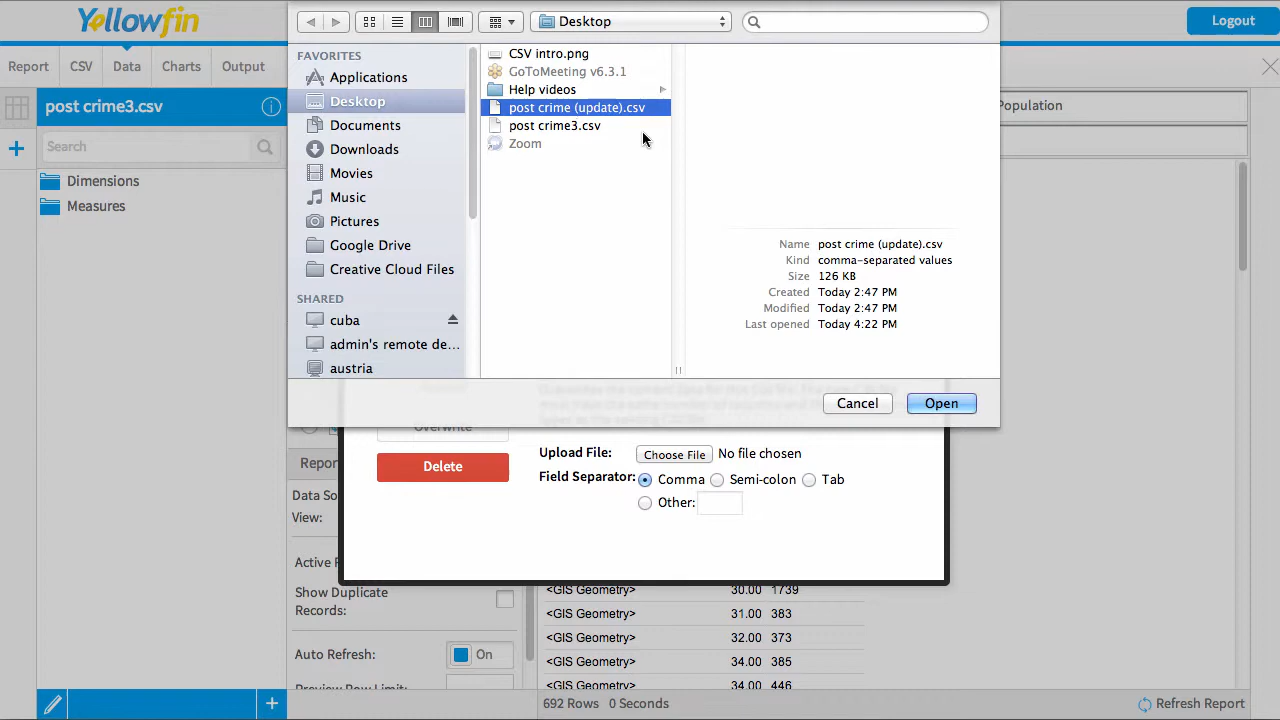 Yellowfin
Desktop
Logout
Report
CSV
Data
Charts
Output
FAVORITES
Applications
Desktop
Documents
Downloads
Movies
Music
Pictures
Google Drive
Creative Cloud Files
SHARED
cuba
admin's remote de...
austria
CSV intro.png
GoToMeeting v6.3.1
Help videos
post crime (update).csv
post crime3.csv
Zoom
Name post crime (update).csv
Kind comma-separated values
Size 126 KB
Created Today 2:47 PM
Modified Today 2:47 PM
Last opened Today 4:22 PM
Cancel
Open
post crime3.csv
Search
Dimensions
Measures
Population
Overwrite
Delete
Upload File: Choose File No file chosen
Field Separator: Comma Semi-colon Tab
Other:
Repor
Data So
View:
Active F
Show Duplicate
Records:
Auto Refresh: On
Preview Row Limit:
<GIS Geometry> 30.00 1739
<GIS Geometry> 31.00 383
<GIS Geometry> 32.00 373
<GIS Geometry> 34.00 385
<GIS Geometry> 34.00 446
692 Rows 0 Seconds
Refresh Report